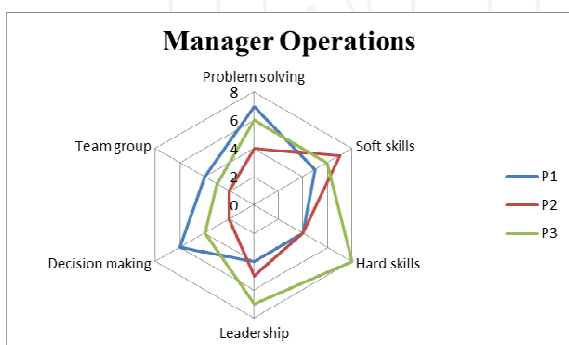 Manager Operations
Problem solving
8
6
Team group
Soft skills
4
2
P1
0
P2
P3
Decision making
Hard skills
Leadership